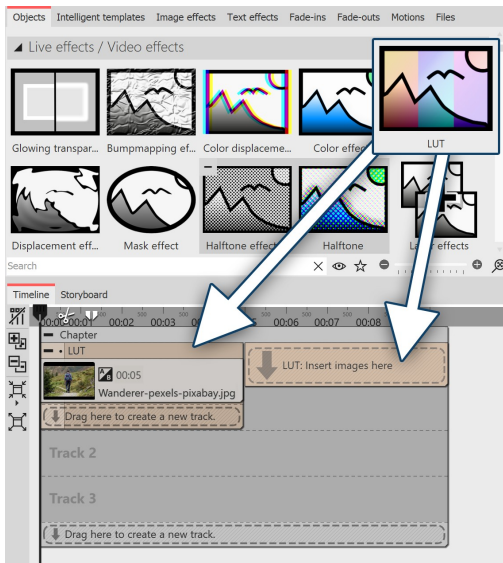 Objects Intelligent templates Image effects Text effects Fade-ins Fade-outs Motions Files
Live effects / Video effects
Glowing transpar... Bumpmapping ef... Color displaceme... Color effec
LUT
Displacement eff... Mask effect Halftone effect Halftone effects
Search
Timeline Storyboard
00:01 00:02 00:03 00:06 00:07 00:08
Chapter
LUT
LUT: Insert images here
00:05
Wanderer-pexels-pixabay.jpg
Drag here to create a new track.
Track 2
Track 3
Drag here to create a new track.